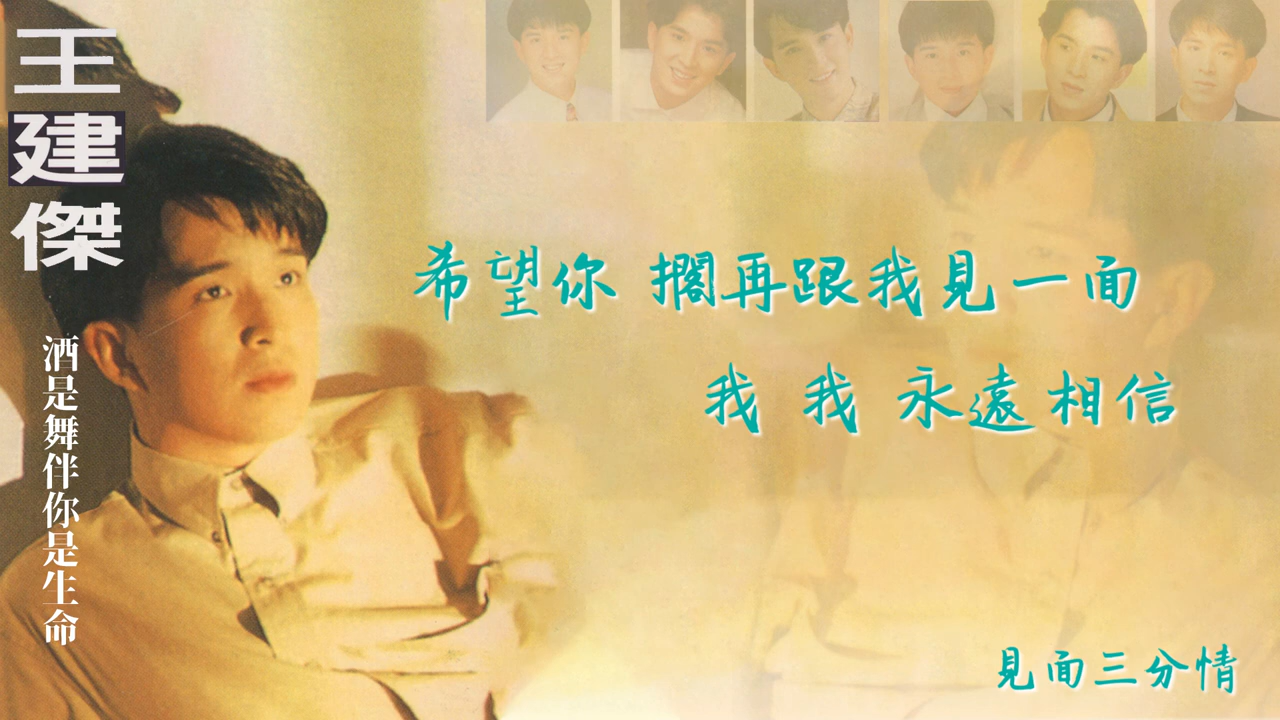 王建傑
酒是舞伴你是生命
希望你 擱再跟我見一面
我 我 永遠相信
見面三分情